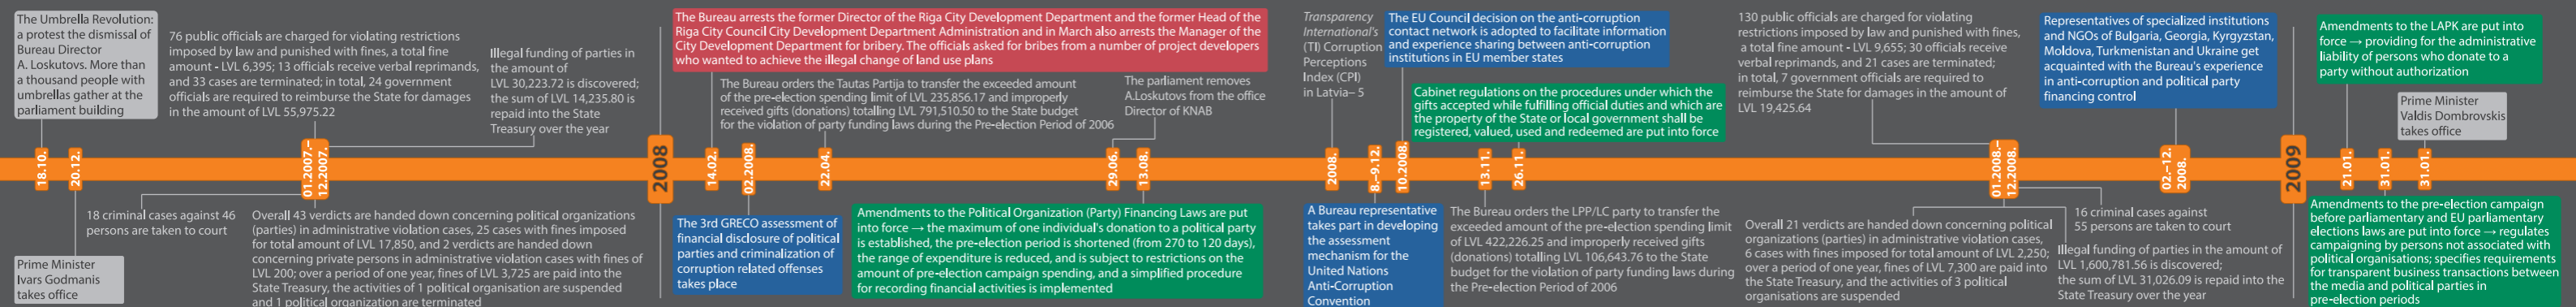 The Umbrella Revolution:
a protest the dismissal of
Bureau Director
A. Loskutovs. More than
a thousand people with
umbrellas gather at the
parliament building
18.10.
20.12.
Prime Minister
Ivars Godmanis
takes office
76 public officials are charged for violating restrictions
imposed by law and punished with fines, a total fine
amount - LVL 6,395; 13 officials receive verbal reprimands,
and 33 cases are terminated; in total, 24 government
officials are required to reimburse the State for damages
in the amount of LVL 55,975.22
Illegal funding of parties in
the amount of
LVL 30,223.72 is discovered;
the sum of LVL 14,235.80 is
repaid into the State
Treasury over the year
01.2007.–
12.2007.
18 criminal cases against 46
persons are taken to court
Overall 43 verdicts are handed down concerning political organizations
(parties) in administrative violation cases, 25 cases with fines imposed
for total amount of LVL 17,850, and 2 verdicts are handed down
concerning private persons in administrative violation cases with fines of
LVL 200; over a period of one year, fines of LVL 3,725 are paid into the
State Treasury, the activities of 1 political organisation are suspended
and 1 political organization are terminated
2008
The Bureau arrests the former Director of the Riga City Development Department and the former Head of the
Riga City Council City Development Department Administration and in March also arrests the Manager of the
City Development Department for bribery. The officials asked for bribes from a number of project developers
who wanted to achieve the illegal change of land use plans
14.02.
02.2008.
The 3rd GRECO assessment of
financial disclosure of political
parties and criminalization of
corruption related offenses
takes place
The Bureau orders the Tautas Partija to transfer the exceeded amount
of the pre-election spending limit of LVL 235,856.17 and improperly
received gifts (donations) totalling LVL 791,510.50 to the State budget
for the violation of party funding laws during the Pre-election Period of 2006
22.04.
The parliament removes
A.Loskutovs from the office
Director of KNAB
29.06.
13.08.
Amendments to the Political Organization (Party) Financing Laws are put
into force → the maximum of one individual's donation to a political party
is established, the pre-election period is shortened (from 270 to 120 days),
the range of expenditure is reduced, and is subject to restrictions on the
amount of pre-election campaign spending, and a simplified procedure
for recording financial activities is implemented
Transparency
International's
(TI) Corruption
Perceptions
Index (CPI)
in Latvia– 5
2008.
8.–9.12.
A Bureau representative
takes part in developing
the assessment
mechanism for the
United Nations
Anti-Corruption
Convention
The EU Council decision on the anti-corruption
contact network is adopted to facilitate information
and experience sharing between anti-corruption
institutions in EU member states
10.2008.
Cabinet regulations on the procedures under which the
gifts accepted while fulfilling official duties and which are
the property of the State or local government shall be
registered, valued, used and redeemed are put into force
13.11.
26.11.
The Bureau orders the LPP/LC party to transfer the
exceeded amount of the pre-election spending limit
of LVL 422,226.25 and improperly received gifts
(donations) totalling LVL 106,643.76 to the State
budget for the violation of party funding laws during
the Pre-election Period of 2006
130 public officials are charged for violating
restrictions imposed by law and punished with fines,
a total fine amount - LVL 9,655; 30 officials receive
verbal reprimands, and 21 cases are terminated;
in total, 7 government officials are required to
reimburse the State for damages in the amount of
LVL 19,425.64
01.2008.–
12.2008.
Overall 21 verdicts are handed down concerning political
organizations (parties) in administrative violation cases,
6 cases with fines imposed for total amount of LVL 2,250;
over a period of one year, fines of LVL 7,300 are paid into
the State Treasury, and the activities of 3 political
organisations are suspended
16 criminal cases against
55 persons are taken to court
Illegal funding of parties in the amount of
LVL 1,600,781.56 is discovered;
the sum of LVL 31,026.09 is repaid into the
State Treasury over the year
Representatives of specialized institutions
and NGOs of Bulgaria, Georgia, Kyrgyzstan,
Moldova, Turkmenistan and Ukraine get
acquainted with the Bureau's experience
in anti-corruption and political party
financing control
02.–12.
2008.
2009
Amendments to the LAPK are put into
force → providing for the administrative
liability of persons who donate to a
party without authorization
21.01.
31.01.
31.01.
Prime Minister
Valdis Dombrovskis
takes office
Amendments to the pre-election campaign
before parliamentary and EU parliamentary
elections laws are put into force → regulates
campaigning by persons not associated with
political organisations; specifies requirements
for transparent business transactions between
the media and political parties in
pre-election periods